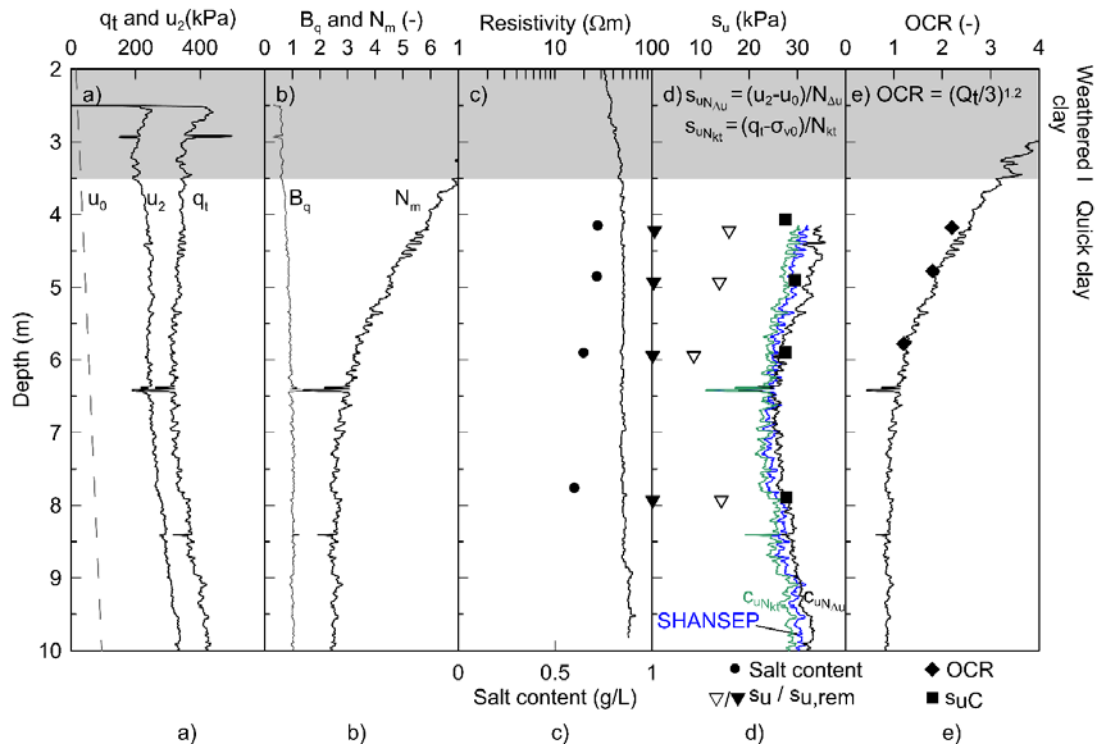 qt and u2(kPa) Bq and Nm (-) Resistivity (Ωm) su (kPa) OCR (-)
0 200 400 0 1 2 3 4 5 6 1 10 100 10 20 30 0 1 2 3 4
2 a) b) c) d) suNΔu = (u2-u0)/NΔu e) OCR = (Qt/3)1.2
suNkt = (qt-σv0)/Nkt
3
Weathered l clay
u0 u2 qt Bq Nm
4
Quick clay
5
Depth (m)
6
7
8
9
cuNkt cuNΔu
SHANSEP
10
0 0.5 1
Salt content (g/L)
Salt content OCR
/ su / su,rem suC
a) b) c) d) e)